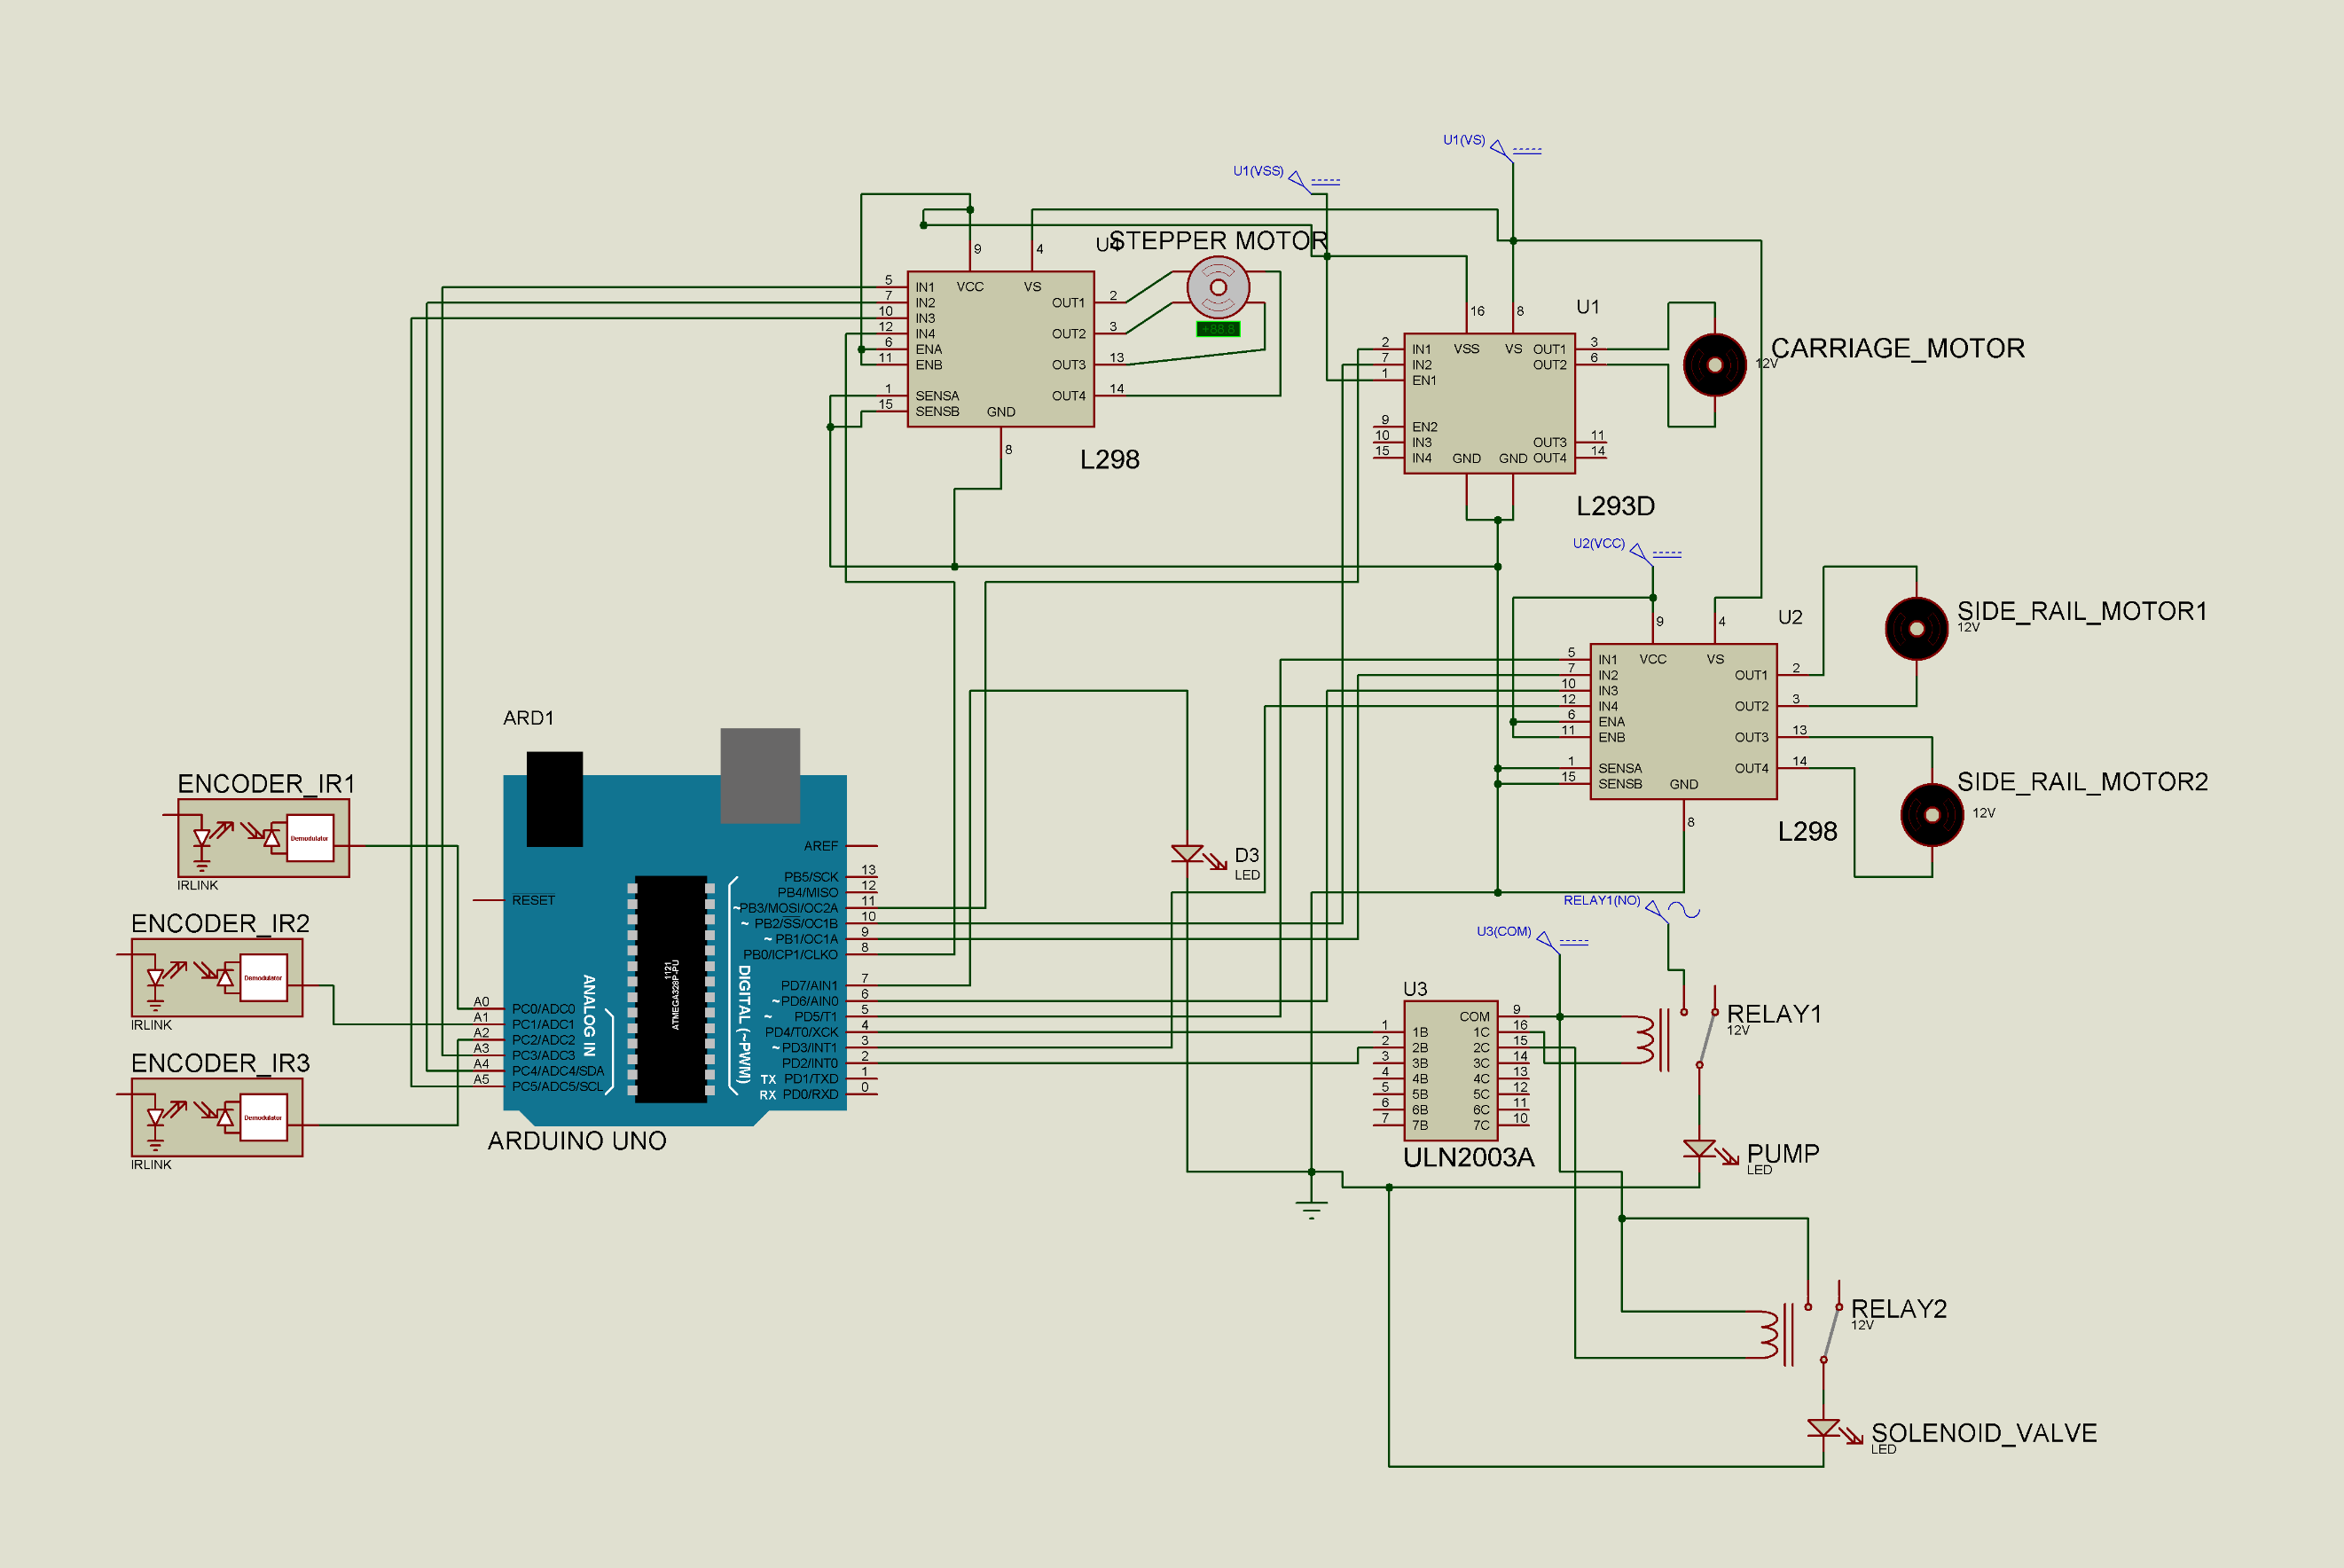 U1(VS)
U1(VSS)
U4
STEPPER MOTOR
9
4
5
7
10
12
6
11
1
15
IN1
IN2
IN3
IN4
ENA
ENB
SENSA
SENSB
VCC
VS
GND
OUT1
OUT2
OUT3
OUT4
2
3
13
14
8
+88.8
L298
U1
16
8
2
7
1
9
10
15
IN1
IN2
EN1
EN2
IN3
IN4
VSS
VS
OUT1
OUT2
OUT3
OUT4
GND
GND
3
6
11
14
CARRIAGE_MOTOR
12V
L293D
U2(VCC)
U2
9
4
5
7
10
12
6
11
1
15
IN1
IN2
IN3
IN4
ENA
ENB
SENSA
SENSB
VCC
VS
GND
OUT1
OUT2
OUT3
OUT4
2
3
13
14
8
L298
SIDE_RAIL_MOTOR1
12V
SIDE_RAIL_MOTOR2
12V
ARD1
ENCODER_IR1
Demodulator
IRLINK
ENCODER_IR2
Demodulator
IRLINK
ENCODER_IR3
Demodulator
IRLINK
RESET
A0
A1
A2
A3
A4
A5
PC0/ADC0
PC1/ADC1
PC2/ADC2
PC3/ADC3
PC4/ADC4/SDA
PC5/ADC5/SCL
ANALOG IN
1121
ATMEGA328P-PU
DIGITAL (~PWM)
AREF
PB5/SCK 13
PB4/MISO 12
~PB3/MOSI/OC2A 11
~ PB2/SS/OC1B 10
~ PB1/OC1A 9
PB0/ICP1/CLKO 8
PD7/AIN1 7
~PD6/AIN0 6
~ PD5/T1 5
PD4/T0/XCK 4
~PD3/INT1 3
PD2/INT0 2
TX PD1/TXD 1
RX PD0/RXD 0
ARDUINO UNO
D3
LED
RELAY1(NO)
U3(COM)
U3
1
2
3
4
5
6
7
1B
2B
3B
4B
5B
6B
7B
COM
1C
2C
3C
4C
5C
6C
7C
9
16
15
14
13
12
11
10
ULN2003A
RELAY1
12V
PUMP
LED
RELAY2
12V
SOLENOID_VALVE
LED